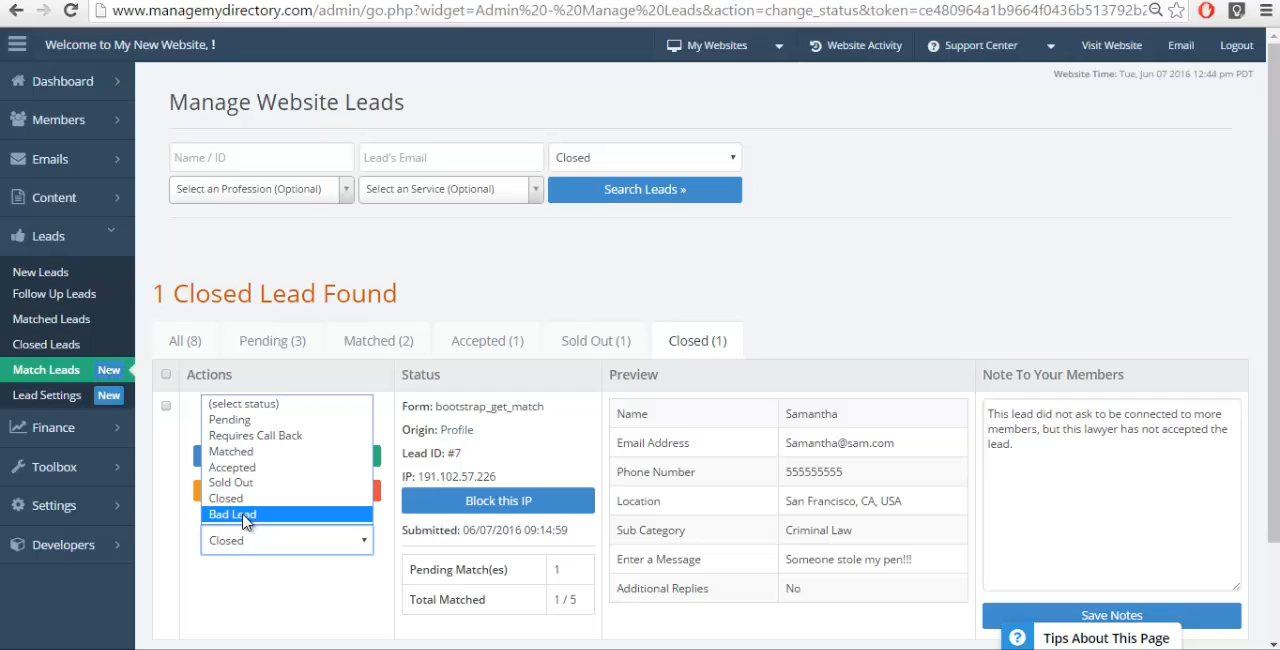 www.managemydirectory.com/admin/go.php?widget=Admin%20-%20Manage%20Leads&action=change_status&token=ce480964a1b9664f0436b513792b
Welcome to My New Website, !
My Websites
Website Activity
Support Center
Visit Website
Email
Logout
Website Time: Tue, Jun 07 2016 12:44 pm PDT
Dashboard
Members
Emails
Content
Leads
New Leads
Follow Up Leads
Matched Leads
Closed Leads
Match Leads New
Lead Settings New
Finance
Toolbox
Settings
Developers
Manage Website Leads
Name / ID
Lead's Email
Closed
Select an Profession (Optional)
Select an Service (Optional)
Search Leads »
1 Closed Lead Found
All (8)
Pending (3)
Matched (2)
Accepted (1)
Sold Out (1)
Closed (1)
Actions
Status
Preview
Note To Your Members
(select status)
Pending
Requires Call Back
Matched
Accepted
Sold Out
Closed
Bad Lead
Closed
Form: bootstrap_get_match
Origin: Profile
Lead ID: #7
IP: 191.102.57.226
Block this IP
Submitted: 06/07/2016 09:14:59
Pending Match(es) 1
Total Matched 1 / 5
Name Samantha
Email Address Samantha@sam.com
Phone Number 555555555
Location San Francisco, CA, USA
Sub Category Criminal Law
Enter a Message Someone stole my pen!!!
Additional Replies No
This lead did not ask to be connected to more
members, but this lawyer has not accepted the
lead.
Save Notes
? Tips About This Page